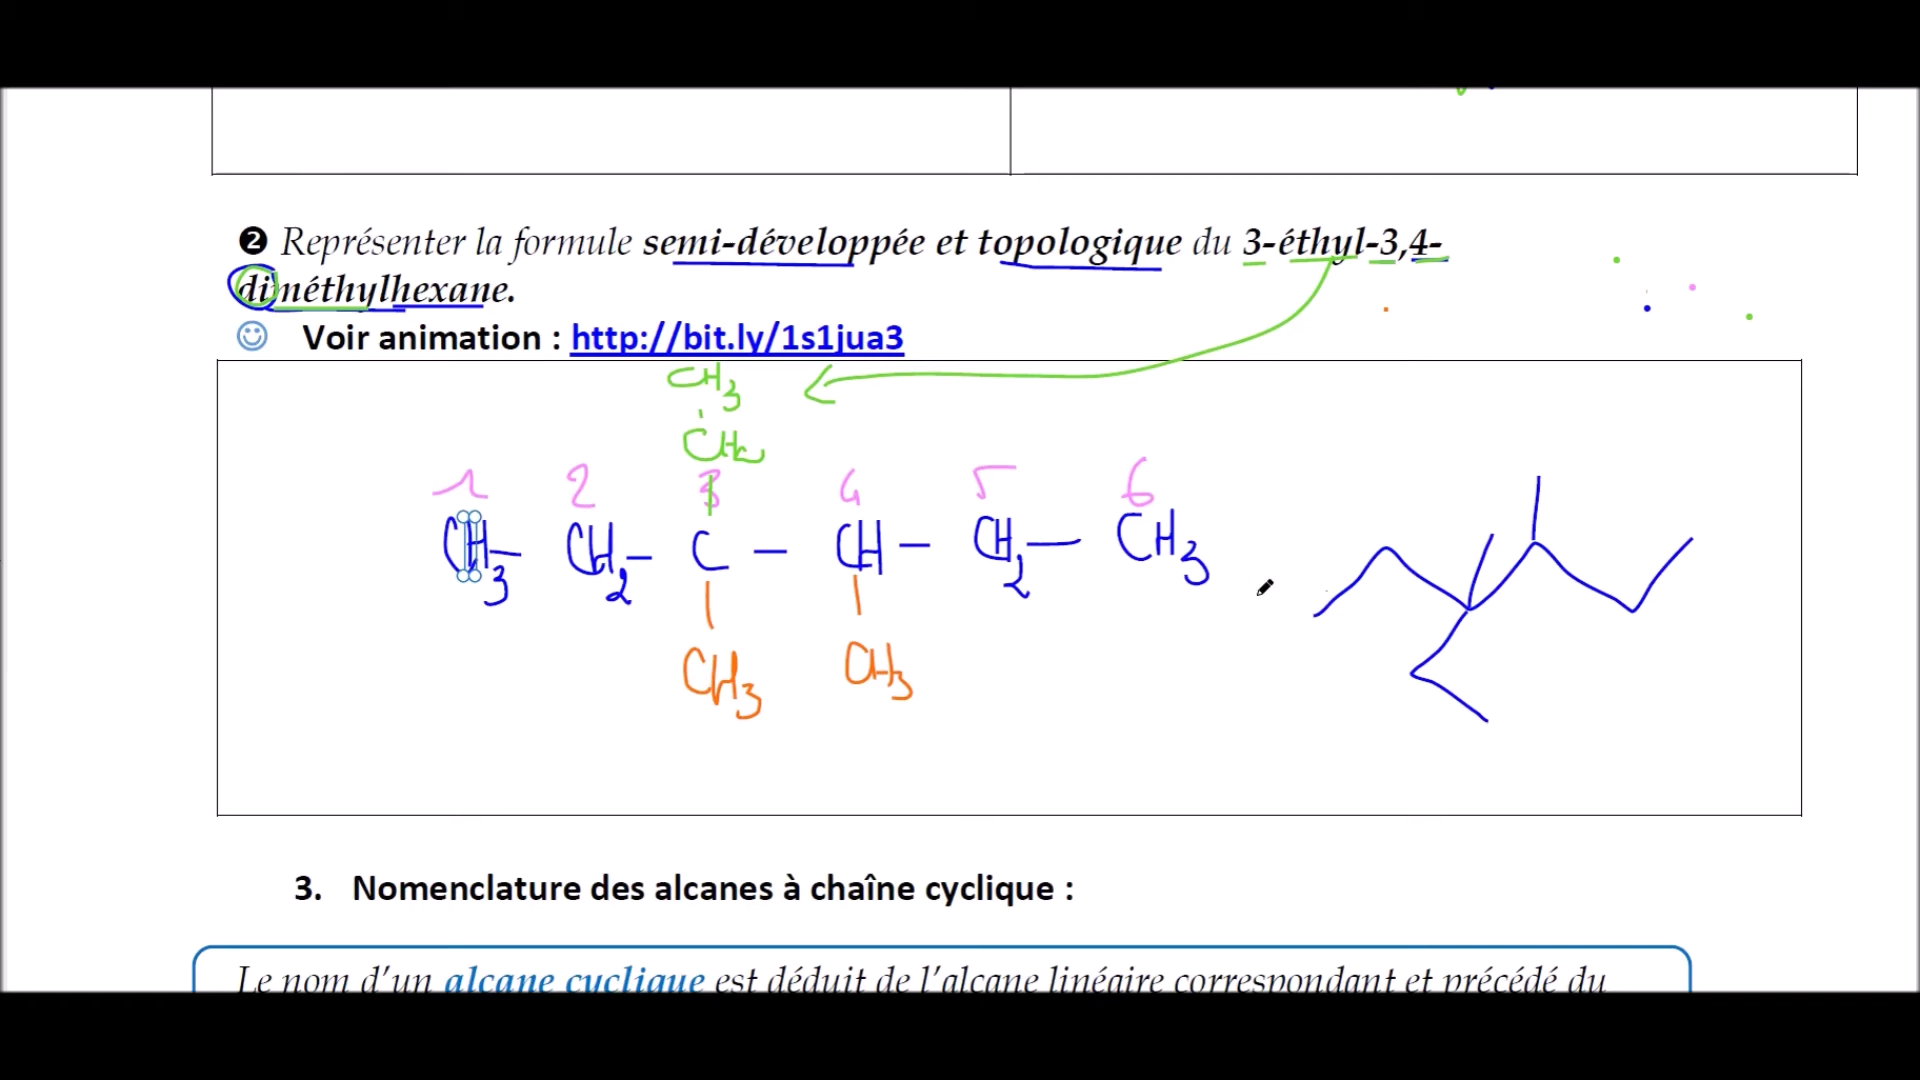 ❷ Représenter la formule semi-développée et topologique du 3-éthyl-3,4-
diméthylhexane.
Voir animation : http://bit.ly/1s1jua3
CH3
CH2
1 2 3 4 5 6
CH3 - CH2 - C - CH - CH2 - CH3
CH3 CH3
3. Nomenclature des alcanes à chaîne cyclique :
Le nom d'un alcane cyclique est déduit de l'alcane linéaire correspondant et précédé du